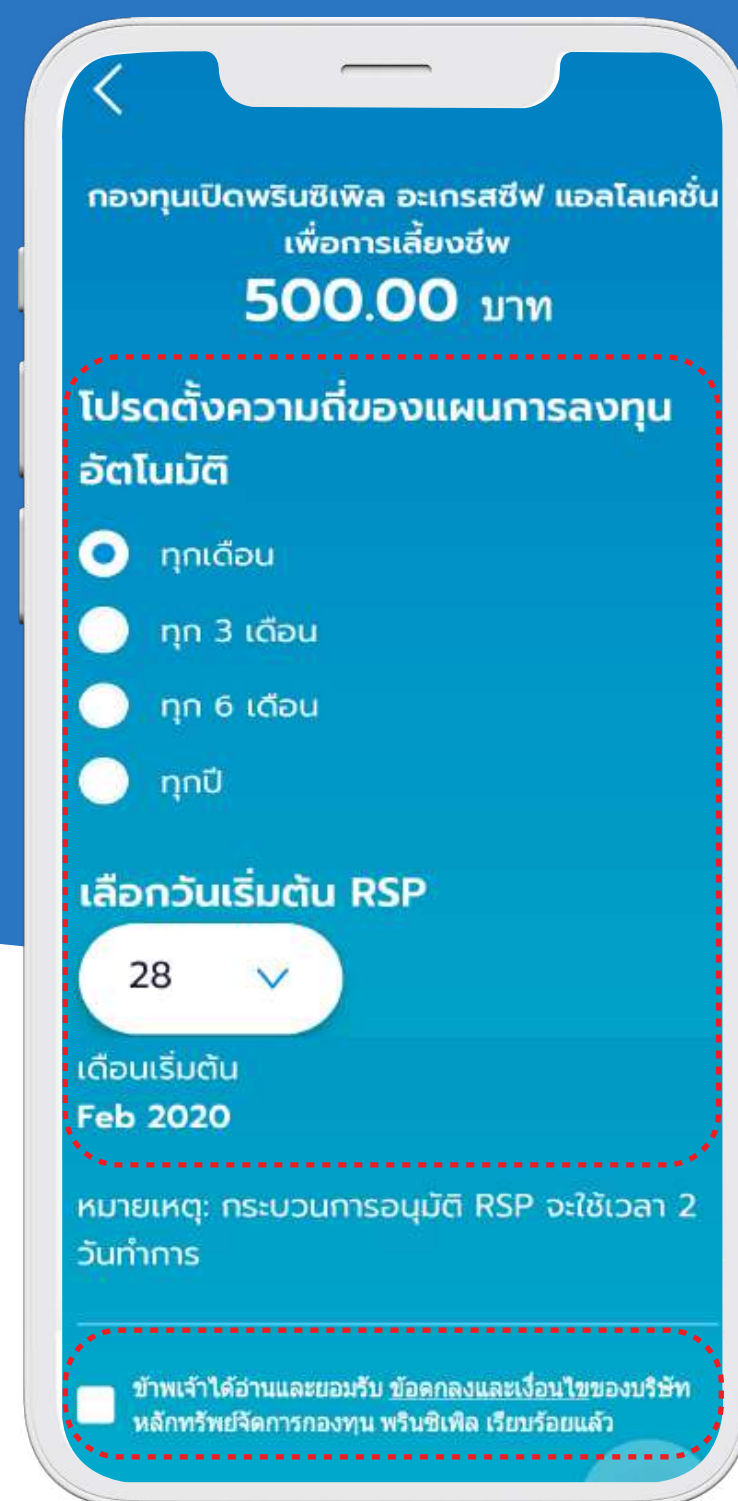 กองทุนเปิดพรินซิเพิล อะเกรสซีฟ แอลโลเคชั่น
เพื่อการเลี้ยงชีพ
500.00 บาท
โปรดตั้งความถี่ของแผนการลงทุน
อัตโนมัติ
ทุกเดือน
ทุก 3 เดือน
ทุก 6 เดือน
ทุกปี
เลือกวันเริ่มต้น RSP
28
เดือนเริ่มต้น
Feb 2020
หมายเหตุ: กระบวนการอนุมัติ RSP จะใช้เวลา 2
วันทำการ
ข้าพเจ้าได้อ่านและยอมรับ ข้อตกลงและเงื่อนไขของบริษัท
หลักทรัพย์จัดการกองทุน พรินซิเพิล เรียบร้อยแล้ว